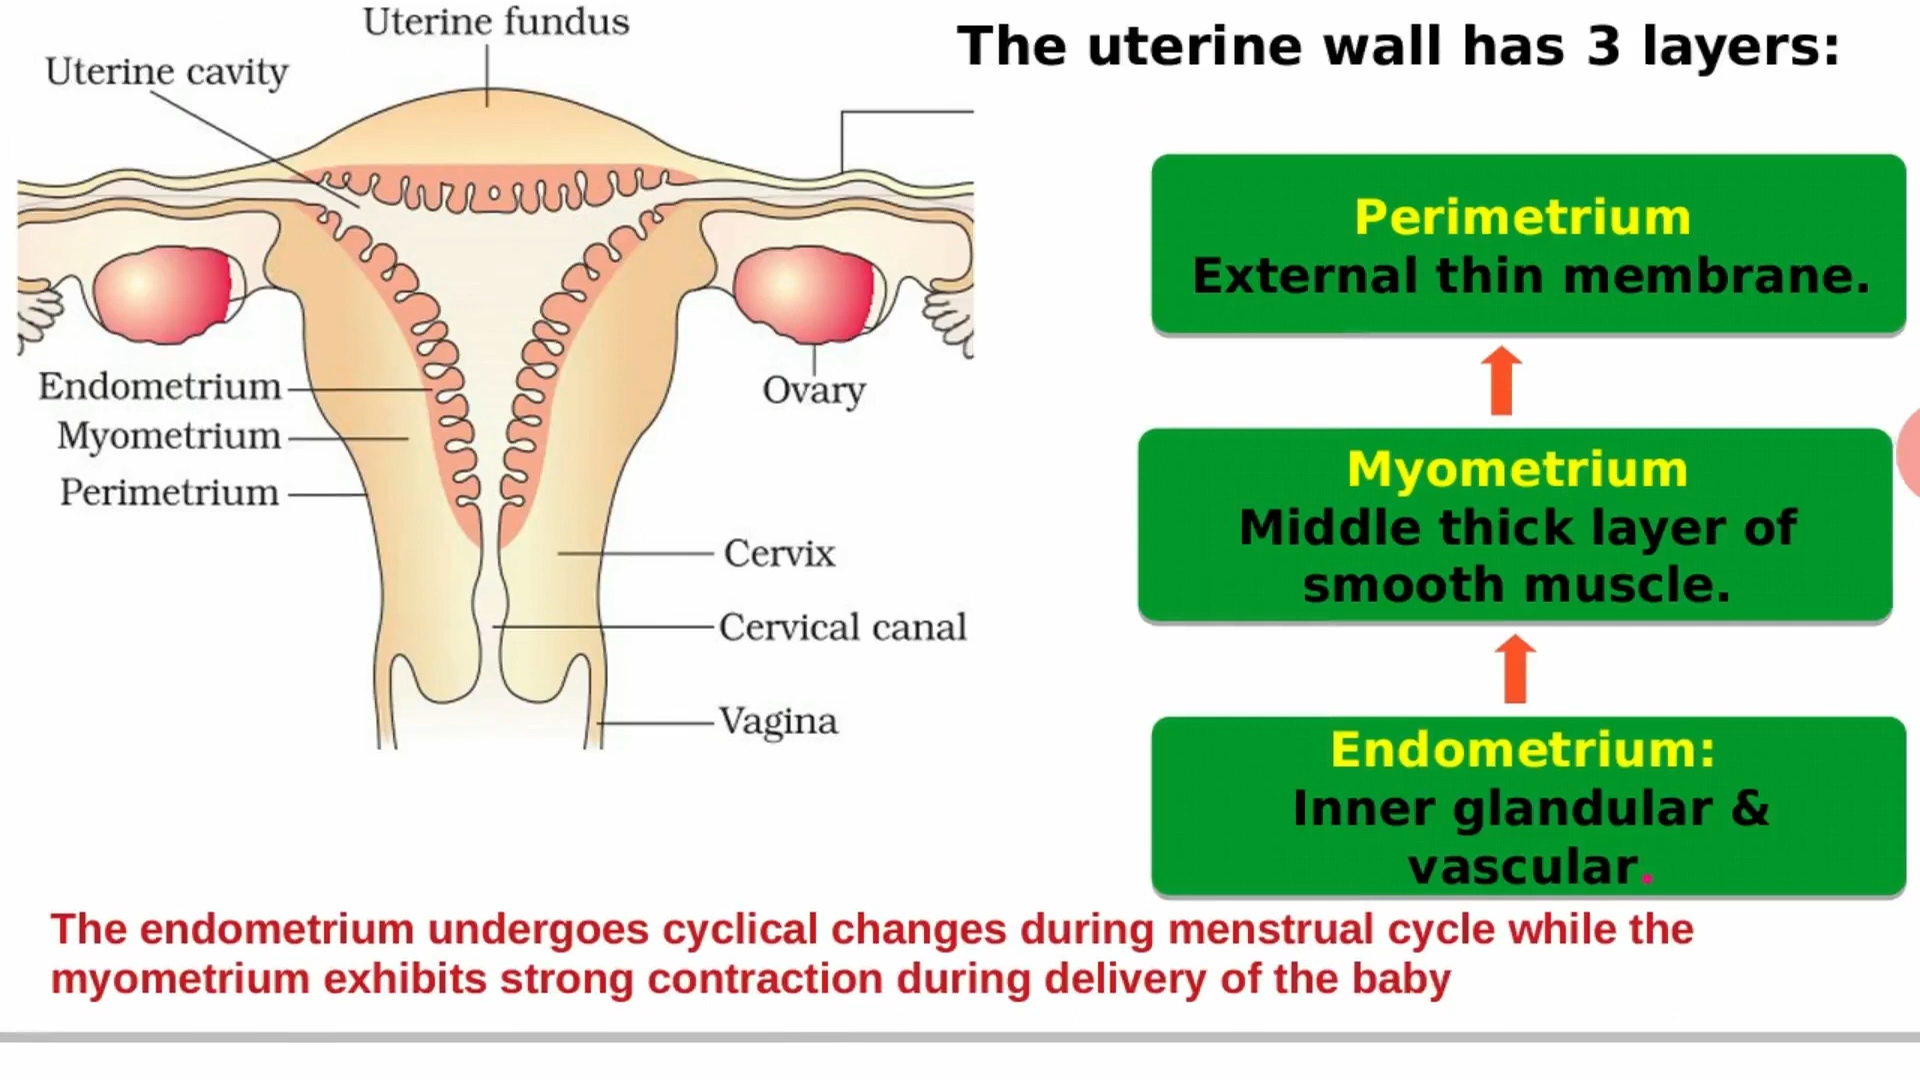 Uterine fundus
Uterine cavity
Endometrium
Myometrium
Perimetrium
Ovary
Cervix
Cervical canal
Vagina
The uterine wall has 3 layers:
Perimetrium
External thin membrane.
Myometrium
Middle thick layer of
smooth muscle.
Endometrium:
Inner glandular &
vascular.
The endometrium undergoes cyclical changes during menstrual cycle while the
myometrium exhibits strong contraction during delivery of the baby